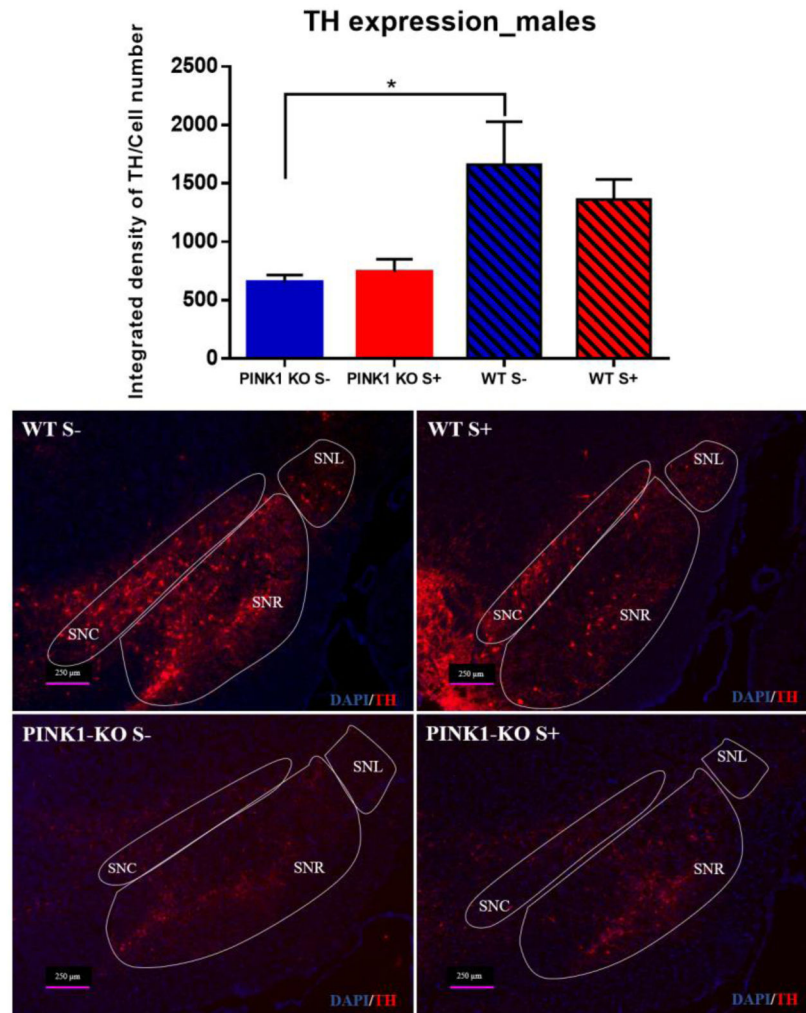 TH expression_males
Integrated density of TH/Cell number
2500
2000
1500
1000
500
0
*
PINK1 KO S-
PINK1 KO S+
WT S-
WT S+
WT S-
SNL
SNC
SNR
250 µm
DAPI/TH
WT S+
SNL
SNC
SNR
250 µm
DAPI/TH
PINK1-KO S-
SNL
SNC
SNR
250 µm
DAPI/TH
PINK1-KO S+
SNL
SNC
SNR
250 µm
DAPI/TH